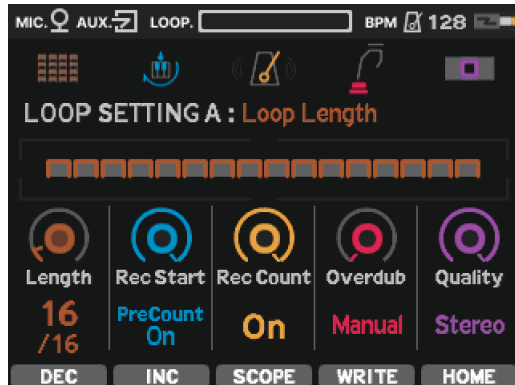 MIC. AUX. LOOP. BPM 128
LOOP SETTING A : Loop Length
Length Rec Start Rec Count Overdub Quality
16
/16
PreCount
On
On
Manual
Stereo
DEC INC SCOPE WRITE HOME